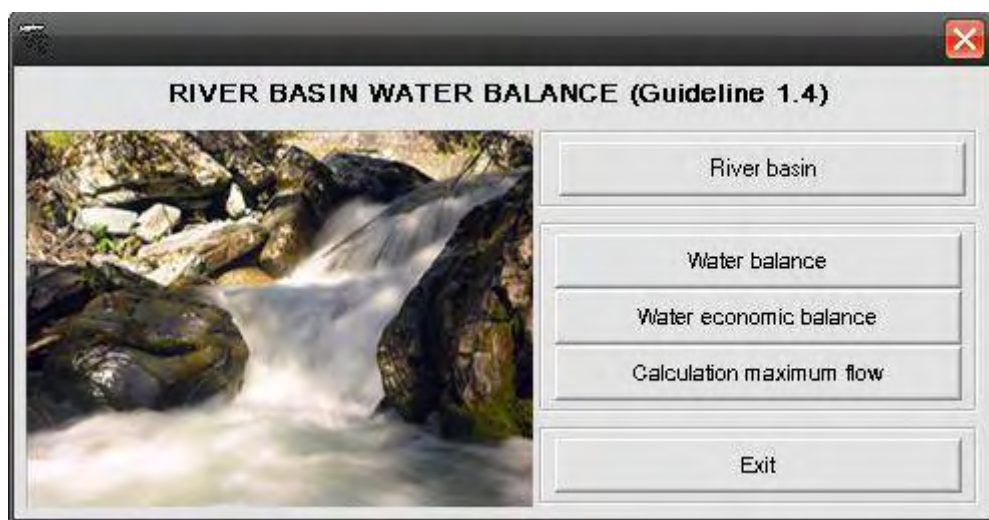 RIVER BASIN WATER BALANCE (Guideline 1.4)
River basin
Water balance
Water economic balance
Calculation maximum flow
Exit